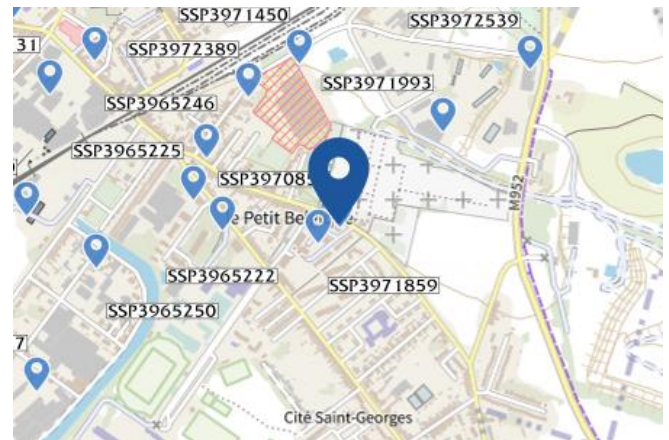 SSP3971450
SSP3972539
31
SSP3972389
SSP3971993
SSP3965246
SSP3965225
SSP39708
Petit Be
M952
SSP3965222
SSP3971859
SSP3965250
7
Cité Saint-Georges